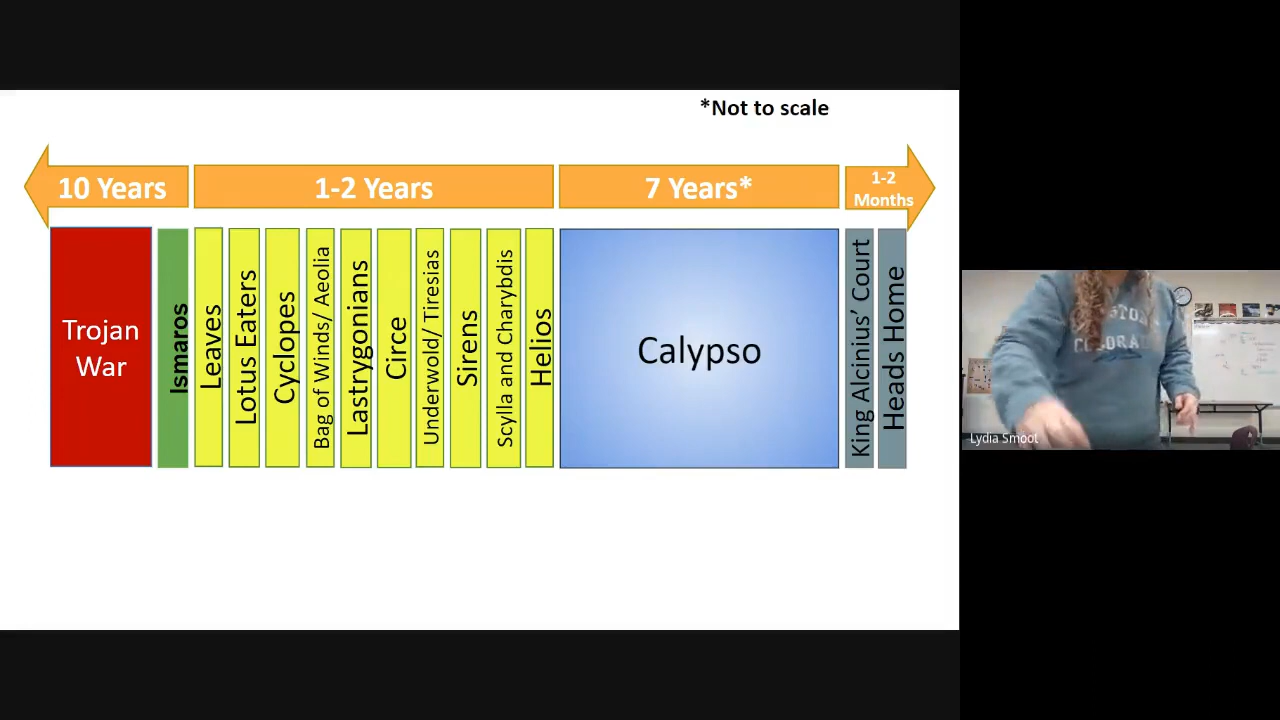 *Not to scale
10 Years
1-2 Years
7 Years*
1-2
Months
Trojan
War
Ismaros
Leaves
Lotus Eaters
Cyclopes
Bag of Winds/ Aeolia
Lastrygonians
Circe
Underwold/ Tiresias
Sirens
Scylla and Charybdis
Helios
Calypso
King Alcinius’ Court
Heads Home
COLORA
Lydia Smoot